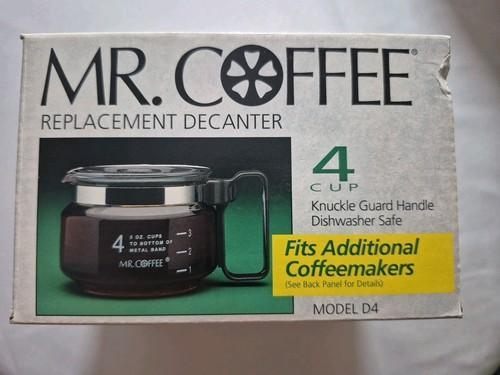 MR. COFFEE®
REPLACEMENT DECANTER
4
CUP
Knuckle Guard Handle
Dishwasher Safe
Fits Additional
Coffeemakers
(See Back Panel for Details)
MODEL D4
4 5 OZ. CUPS
TO BOTTOM OF
METAL BAND
MR. COFFEE®
3
2
1